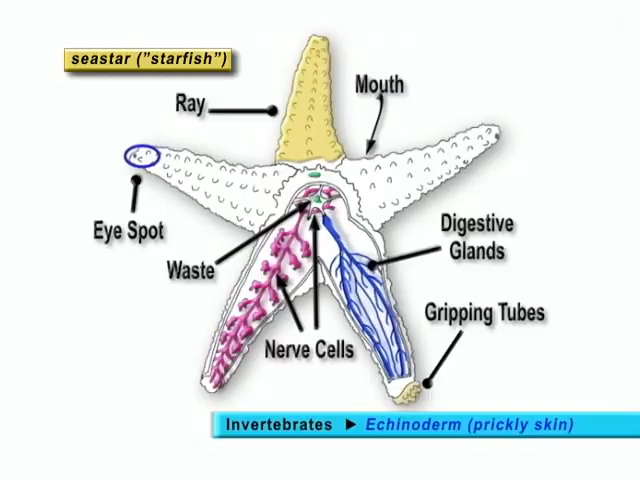 seastar ("starfish")
Mouth
Ray
Eye Spot
Digestive
Glands
Waste
Gripping Tubes
Nerve Cells
Invertebrates ► Echinoderm (prickly skin)